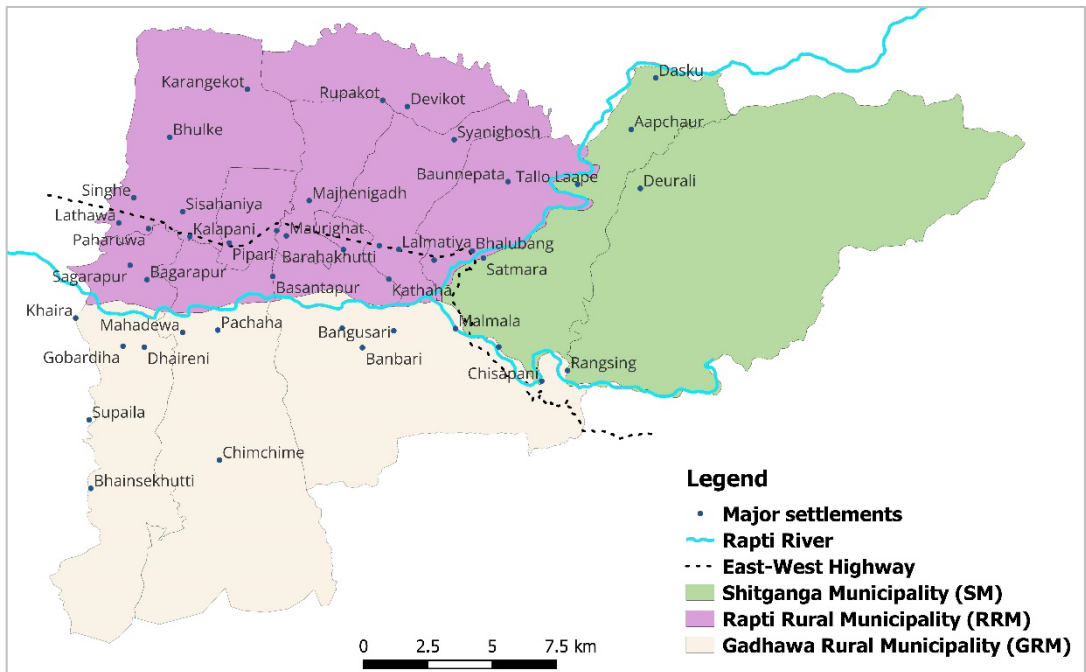 Dasku
Karangekot
Rupakot
Devikot
Aapchaur
Bhulke
Syanighosh
Baunnepata
Tallo Laape
Deurali
Singhe
Majhenigadh
Sisahaniya
Lathawa
Paharuwa
Kalapani
Maurighat
Pipari
Barahakhutti
Lalmatiya
Bhalubang
Satmara
Sagarapur
Bagarapur
Basantapur
Kathaha
Khaira
Mahadewa
Pachaha
Bangusari
Malmala
Gobardiha
Dhaireni
Banbari
Chisapani
Rangsing
Supaila
Chimchime
Bhainsekhutti
Legend
Major settlements
Rapti River
East-West Highway
Shitganga Municipality (SM)
Rapti Rural Municipality (RRM)
Gadhawa Rural Municipality (GRM)
0 2.5 5 7.5 km